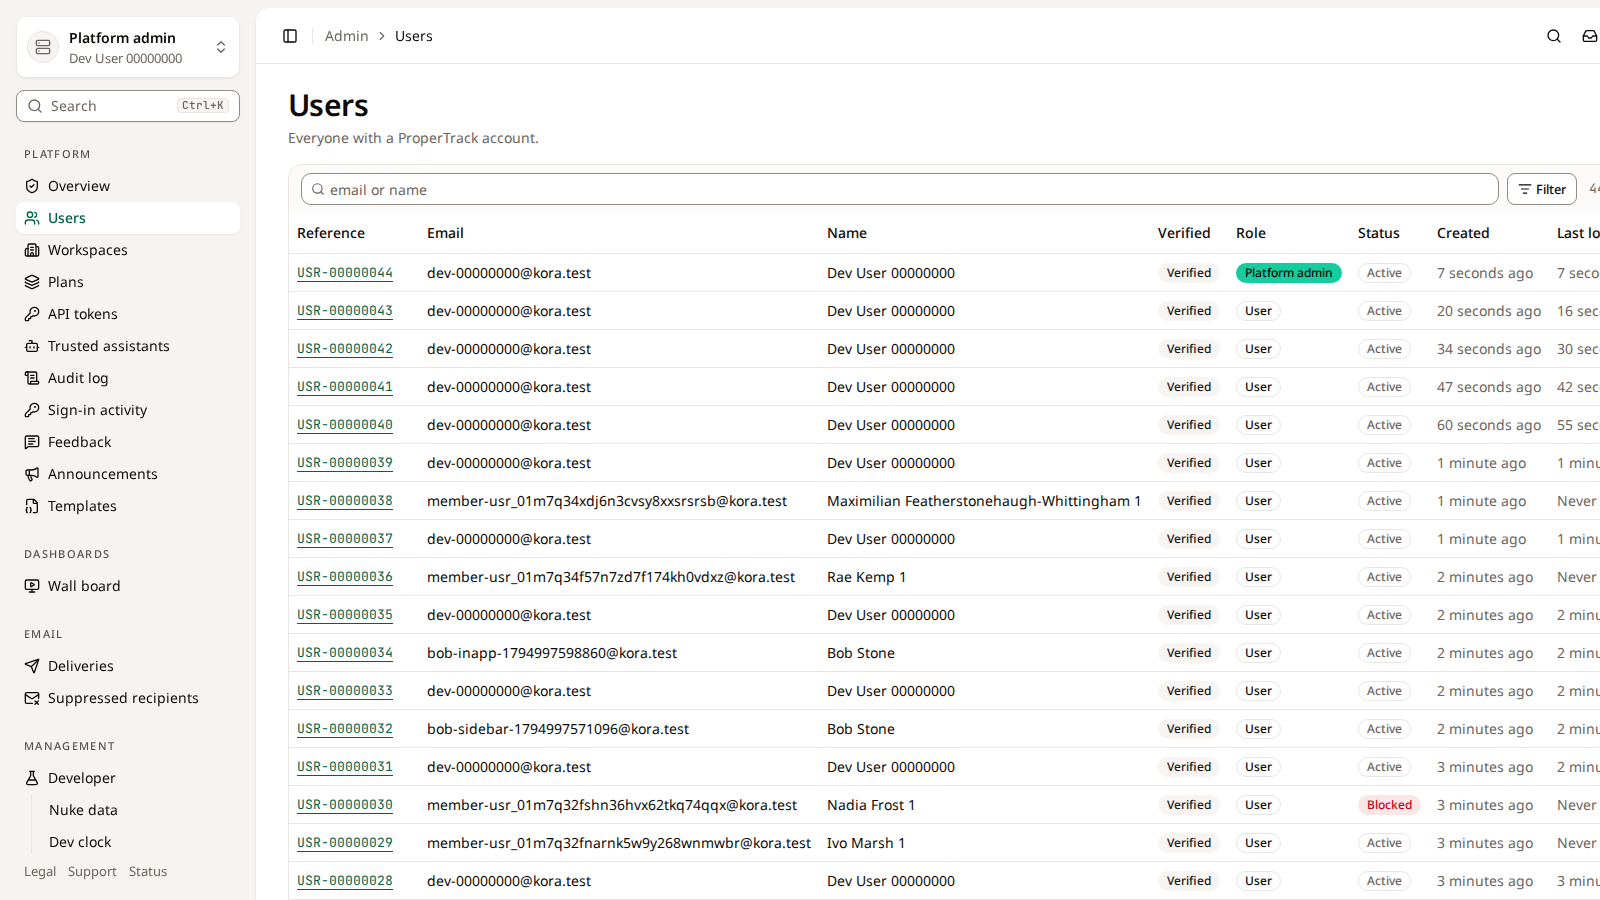 Platform admin
Dev User 00000000
Search
Ctrl+K
PLATFORM
Overview
Users
Workspaces
Plans
API tokens
Trusted assistants
Audit log
Sign-in activity
Feedback
Announcements
Templates
DASHBOARDS
Wall board
EMAIL
Deliveries
Suppressed recipients
MANAGEMENT
Developer
Nuke data
Dev clock
Legal Support Status
Admin > Users
Users
Everyone with a ProperTrack account.
email or name
Filter
Reference Email Name Verified Role Status Created Last
USR-00000044 dev-00000000@kora.test Dev User 00000000 Verified Platform admin Active 7 seconds ago 7
USR-00000043 dev-00000000@kora.test Dev User 00000000 Verified User Active 20 seconds ago 16
USR-00000042 dev-00000000@kora.test Dev User 00000000 Verified User Active 34 seconds ago 30
USR-00000041 dev-00000000@kora.test Dev User 00000000 Verified User Active 47 seconds ago 42
USR-00000040 dev-00000000@kora.test Dev User 00000000 Verified User Active 60 seconds ago 55
USR-00000039 dev-00000000@kora.test Dev User 00000000 Verified User Active 1 minute ago 1
USR-00000038 member-usr_01m7q34xdj6n3cvsy8xxsrsrsb@kora.test Maximilian Featherstonehaugh-Whittingham 1 Verified User Active 1 minute ago Never
USR-00000037 dev-00000000@kora.test Dev User 00000000 Verified User Active 1 minute ago 1
USR-00000036 member-usr_01m7q34f57n7zd7f174kh0vdxz@kora.test Rae Kemp 1 Verified User Active 2 minutes ago Never
USR-00000035 dev-00000000@kora.test Dev User 00000000 Verified User Active 2 minutes ago 2
USR-00000034 bob-inapp-1794997598860@kora.test Bob Stone Verified User Active 2 minutes ago 2
USR-00000033 dev-00000000@kora.test Dev User 00000000 Verified User Active 2 minutes ago 2
USR-00000032 bob-sidebar-1794997571096@kora.test Bob Stone Verified User Active 2 minutes ago 2
USR-00000031 dev-00000000@kora.test Dev User 00000000 Verified User Active 3 minutes ago 2
USR-00000030 member-usr_01m7q32fshn36hvx62tkq74qqx@kora.test Nadia Frost 1 Verified User Blocked 3 minutes ago Never
USR-00000029 member-usr_01m7q32fnarnk5w9y268wnmwbr@kora.test Ivo Marsh 1 Verified User Active 3 minutes ago Never
USR-00000028 dev-00000000@kora.test Dev User 00000000 Verified User Active 3 minutes ago 3